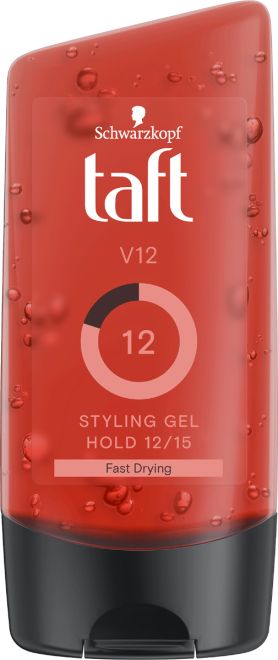 Schwarzkopf
taft
V12
12
STYLING GEL
HOLD 12/15
Fast Drying